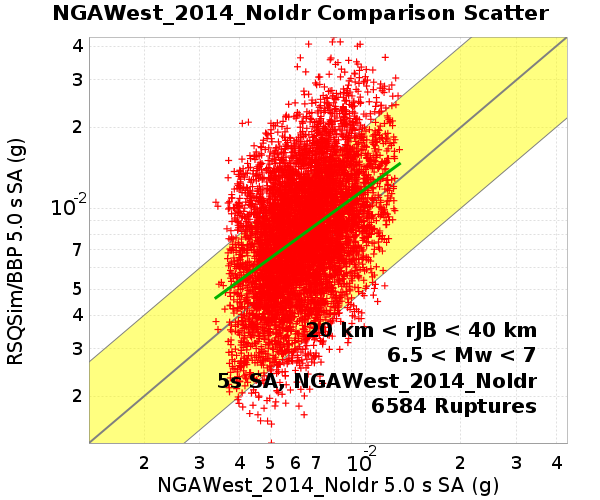 NGAWest_2014_NoIdr Comparison Scatter
RSQSim/BBP 5.0 s SA (g)
4
3
2
10-2
7
5
4
3
2
20 km < rJB < 40 km
6.5 < Mw < 7
5s SA, NGAWest_2014_NoIdr
6584 Ruptures
2 3 4 5 6 7 10-2 2 3 4
NGAWest_2014_NoIdr 5.0 s SA (g)